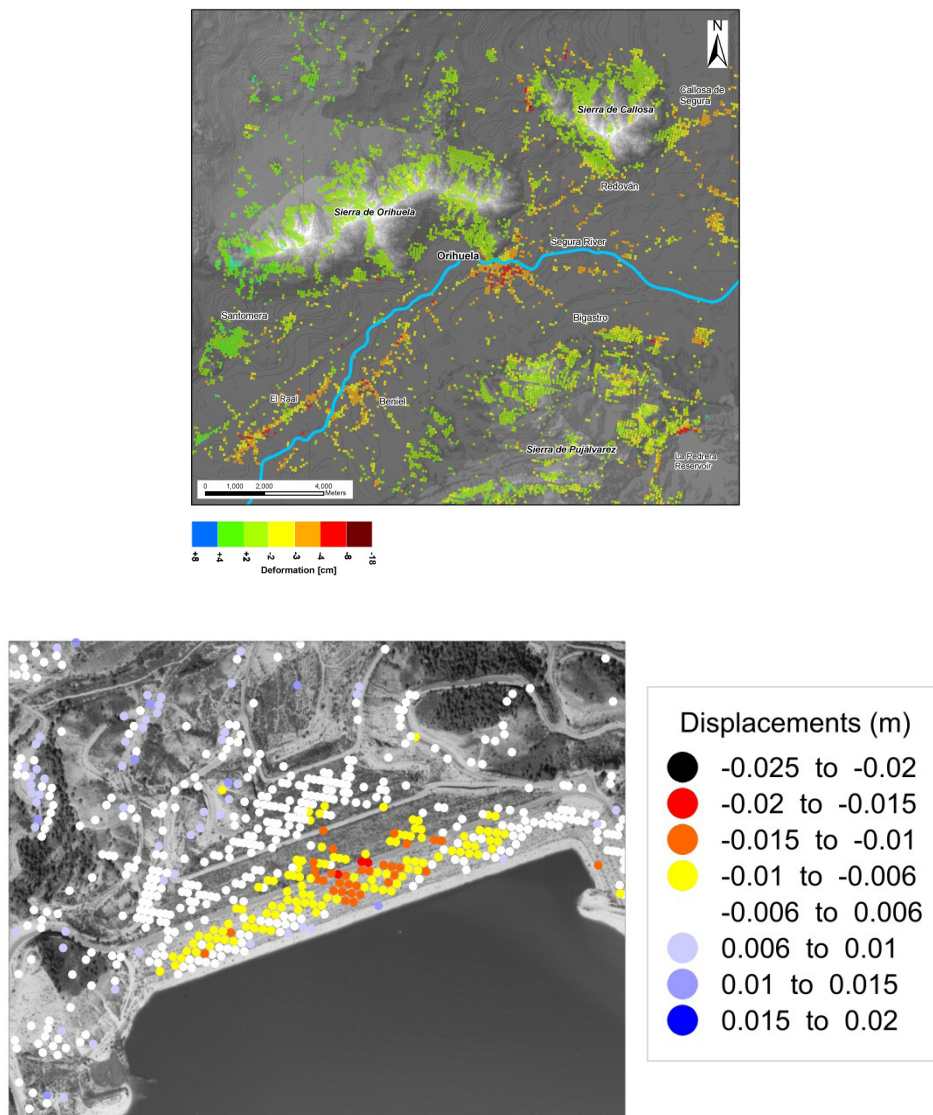 N
Callosa de
Segura
Sierra de Callosa
Redován
Sierra de Orihuela
Segura River
Orihuela
Santomera
Bigastro
El Raal
Beniel
Sierra de Pujálvarez
La Pedrera
Reservoir
0 1,000 2,000 4,000
Meters
+8 +4 +2 -2 -3 -4 -8 -18
Deformation [cm]
Displacements (m)
-0.025 to -0.02
-0.02 to -0.015
-0.015 to -0.01
-0.01 to -0.006
-0.006 to 0.006
0.006 to 0.01
0.01 to 0.015
0.015 to 0.02